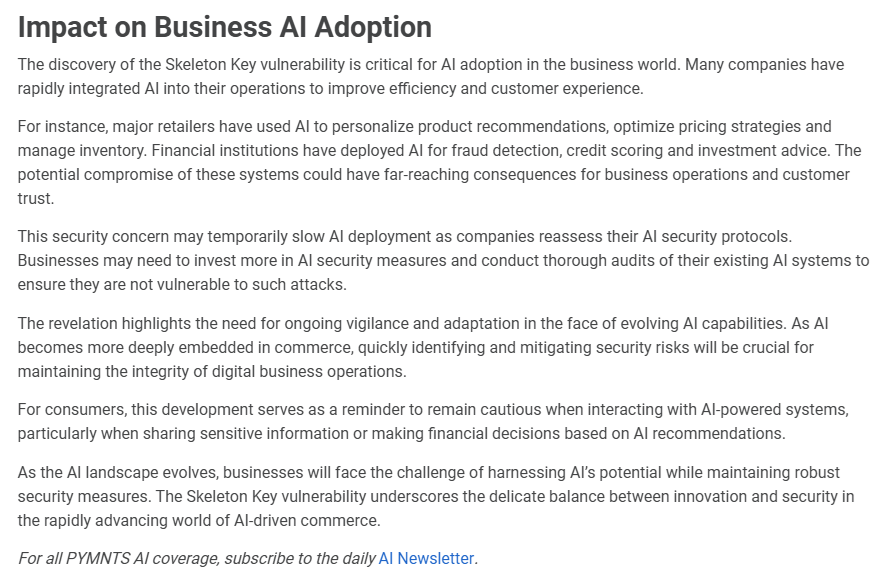 Impact on Business AI Adoption
The discovery of the Skeleton Key vulnerability is critical for AI adoption in the business world. Many companies have
rapidly integrated AI into their operations to improve efficiency and customer experience.
For instance, major retailers have used AI to personalize product recommendations, optimize pricing strategies and
manage inventory. Financial institutions have deployed AI for fraud detection, credit scoring and investment advice. The
potential compromise of these systems could have far-reaching consequences for business operations and customer
trust.
This security concern may temporarily slow AI deployment as companies reassess their AI security protocols.
Businesses may need to invest more in AI security measures and conduct thorough audits of their existing AI systems to
ensure they are not vulnerable to such attacks.
The revelation highlights the need for ongoing vigilance and adaptation in the face of evolving AI capabilities. As AI
becomes more deeply embedded in commerce, quickly identifying and mitigating security risks will be crucial for
maintaining the integrity of digital business operations.
For consumers, this development serves as a reminder to remain cautious when interacting with AI-powered systems,
particularly when sharing sensitive information or making financial decisions based on AI recommendations.
As the AI landscape evolves, businesses will face the challenge of harnessing AI’s potential while maintaining robust
security measures. The Skeleton Key vulnerability underscores the delicate balance between innovation and security in
the rapidly advancing world of AI-driven commerce.
For all PYMNTS AI coverage, subscribe to the daily AI Newsletter.